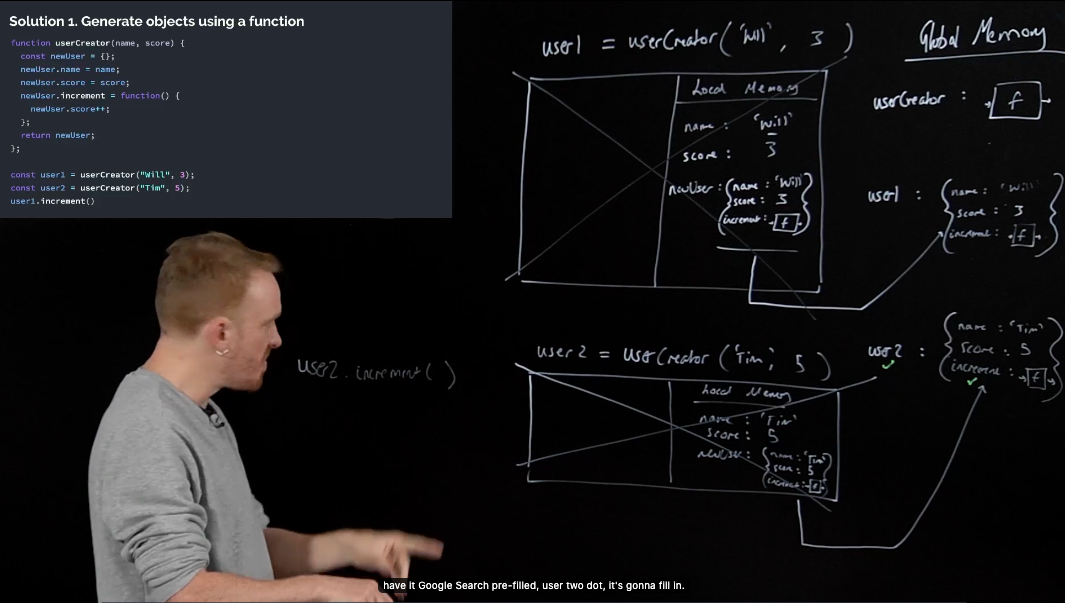 Solution 1. Generate objects using a function
function userCreator(name, score) {
const newUser = {};
newUser.name = name;
newUser.score = score;
newUser.increment = function() {
newUser.score++;
};
return newUser;
};
const user1 = userCreator("Will", 3);
const user2 = userCreator("Tim", 5);
user1.increment()
user1 = userCreator('Will', 3)
Local Memory
name : 'Will'
score : 3
newUser : {name : 'Will'
score : 3
increment : f }
Global Memory
userCreator : f
user1 : { name : 'Will'
score : 3
increment : f }
user2.increment()
user2 = userCreator('Tim', 5)
Local Memory
name : 'Tim'
score : 5
newUser : {name : 'Tim'
score : 5
increment : f }
user2 : { name : 'Tim'
score : 5
increment : f }
have it Google Search pre-filled, user two dot, it's gonna fill in.